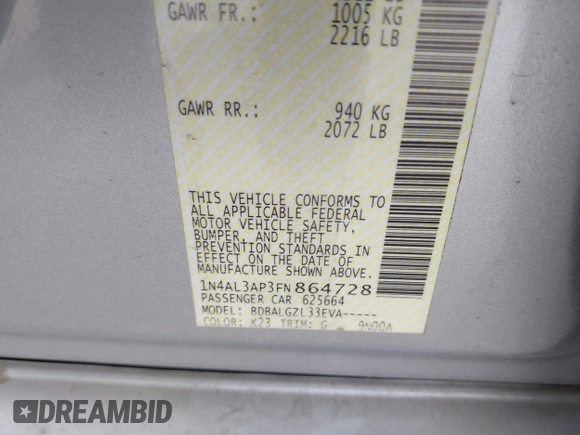 GAWR FR.: 1005 KG
2216 LB
GAWR RR.: 940 KG
2072 LB
THIS VEHICLE CONFORMS TO
ALL APPLICABLE FEDERAL
MOTOR VEHICLE SAFETY,
BUMPER, AND THEFT
PREVENTION STANDARDS IN
EFFECT ON THE DATE OF
MANUFACTURE SHOWN ABOVE.
1N4AL3AP3FN864728
PASSENGER CAR 625664
MODEL: BDBALGZL33EVA-----
COLOR: K23 TRIM: G 9N00A
DREAMBID